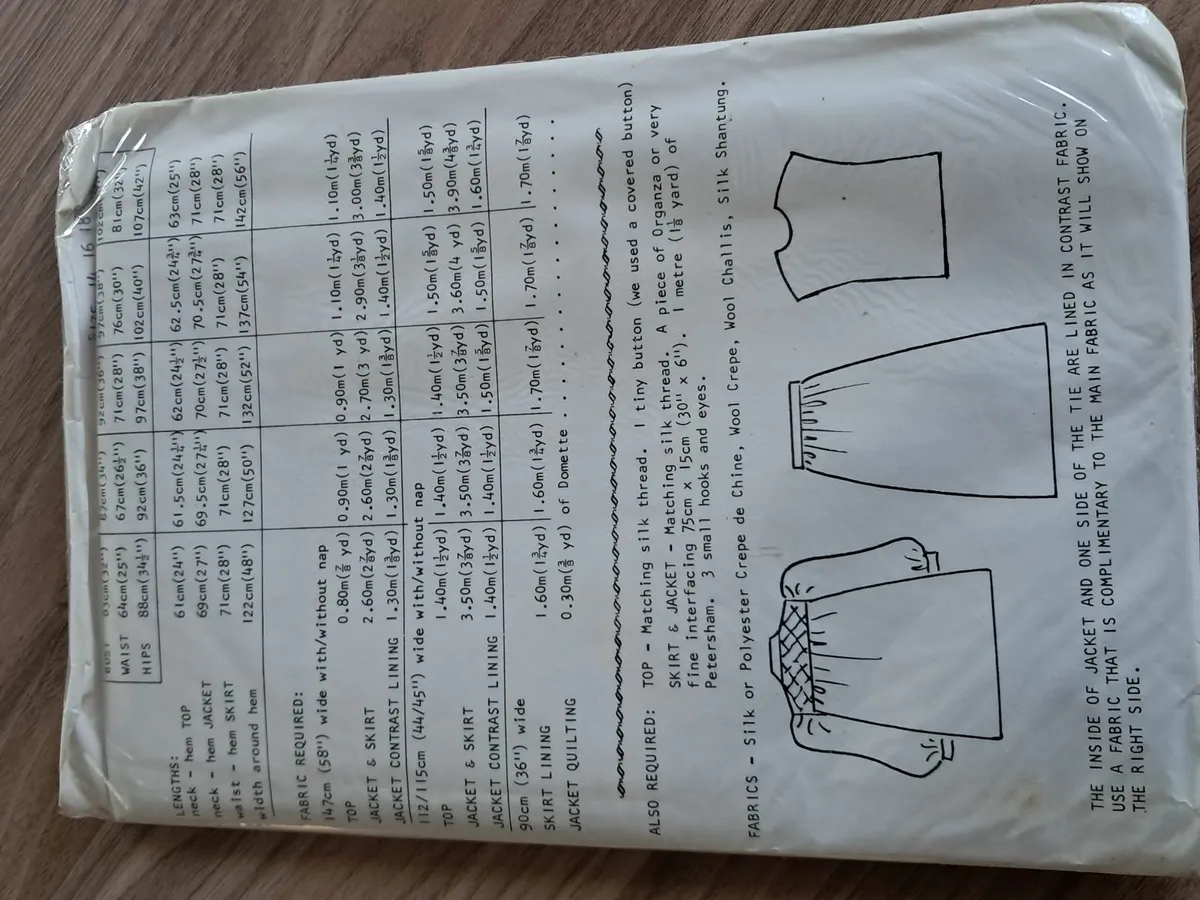 Size 14 16 18
BUST 83cm(32") 87cm(34") 92cm(36") 97cm(38")
WAIST 64cm(25") 67cm(26½") 71cm(28") 76cm(30") 81cm(32")
HIPS 88cm(34½") 92cm(36") 97cm(38") 102cm(40") 107cm(42")
LENGTHS:
neck - hem TOP 61cm(24") 61.5cm(24¼") 62cm(24½") 62.5cm(24¾") 63cm(25")
neck - hem JACKET 69cm(27") 69.5cm(27¼") 70cm(27½") 70.5cm(27¾") 71cm(28")
waist - hem SKIRT 71cm(28") 71cm(28") 71cm(28") 71cm(28") 71cm(28")
width around hem 122cm(48") 127cm(50") 132cm(52") 137cm(54") 142cm(56")
FABRIC REQUIRED:
147cm (58") wide with/without nap
TOP 0.80m(⅞ yd) 0.90m(1 yd) 0.90m(1 yd) 1.10m(1¼yd) 1.10m(1¼yd)
JACKET & SKIRT 2.60m(2⅞yd) 2.60m(2⅞yd) 2.70m(3 yd) 2.90m(3⅛yd) 3.00m(3⅜yd)
JACKET CONTRAST LINING 1.30m(1⅜yd) 1.30m(1⅜yd) 1.30m(1⅜yd) 1.40m(1½yd) 1.40m(1½yd)
112/115cm (44/45") wide with/without nap
TOP 1.40m(1½yd) 1.40m(1½yd) 1.40m(1½yd) 1.50m(1⅝yd) 1.50m(1⅝yd)
JACKET & SKIRT 3.50m(3⅞yd) 3.50m(3⅞yd) 3.50m(3⅞yd) 3.60m(4 yd) 3.90m(4⅜yd)
JACKET CONTRAST LINING 1.40m(1½yd) 1.40m(1½yd) 1.50m(1⅝yd) 1.50m(1⅝yd) 1.60m(1¾yd)
90cm (36") wide
SKIRT LINING 1.60m(1¾yd) 1.60m(1¾yd) 1.70m(1⅞yd) 1.70m(1⅞yd) 1.70m(1⅞yd)
JACKET QUILTING 0.30m(⅜ yd) of Domette . . . . . . . . . . . . . . . .
ALSO REQUIRED: TOP - Matching silk thread. 1 tiny button (we used a covered button)
SKIRT & JACKET - Matching silk thread. A piece of Organza or very
fine interfacing 75cm x 15cm (30" x 6"). 1 metre (1⅛ yard) of
Petersham. 3 small hooks and eyes.
FABRICS - Silk or Polyester Crepe de Chine, Wool Crepe, Wool Challis, Silk Shantung.
THE INSIDE OF JACKET AND ONE SIDE OF THE TIE ARE LINED IN CONTRAST FABRIC.
USE A FABRIC THAT IS COMPLIMENTARY TO THE MAIN FABRIC AS IT WILL SHOW ON
THE RIGHT SIDE.